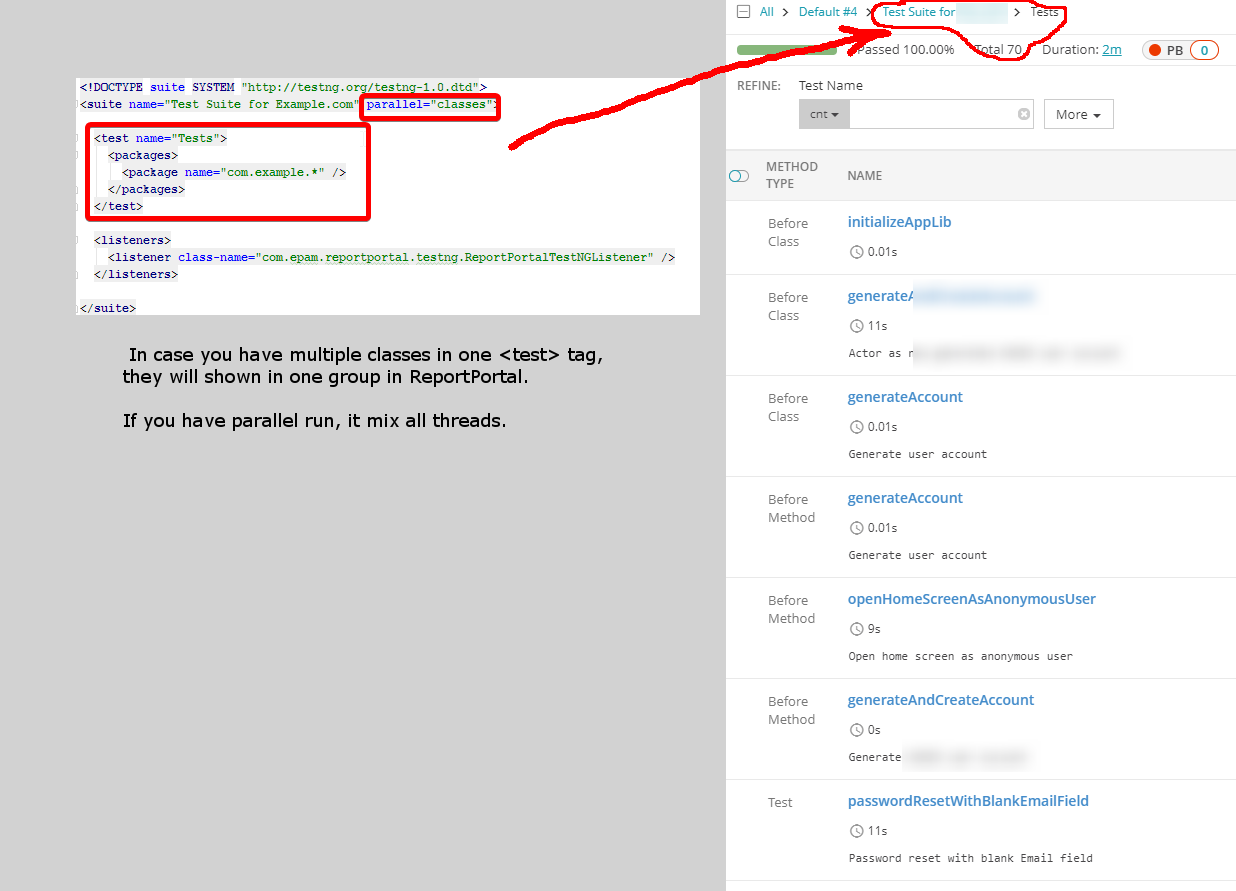 <!DOCTYPE suite SYSTEM "http://testng.org/testng-1.0.dtd">
<suite name="Test Suite for Example.com" parallel="classes">
<test name="Tests">
<packages>
<package name="com.example.*" />
</packages>
</test>
<listeners>
<listener class-name="com.epam.reportportal.testng.ReportPortalTestNGListener" />
</listeners>
</suite>
In case you have multiple classes in one <test> tag,
they will shown in one group in ReportPortal.
If you have parallel run, it mix all threads.
All > Default #4 > Test Suite for > Tests
Passed 100.00% Total 70 Duration: 2m PB 0
REFINE: Test Name
cnt More
METHOD TYPE NAME
Before Class initializeAppLib
0.01s
Before Class
11s
Actor as
Before Class generateAccount
0.01s
Generate user account
Before Method generateAccount
0.01s
Generate user account
Before Method openHomeScreenAsAnonymousUser
9s
Open home screen as anonymous user
Before Method generateAndCreateAccount
0s
Generate
Test passwordResetWithBlankEmailField
11s
Password reset with blank Email field